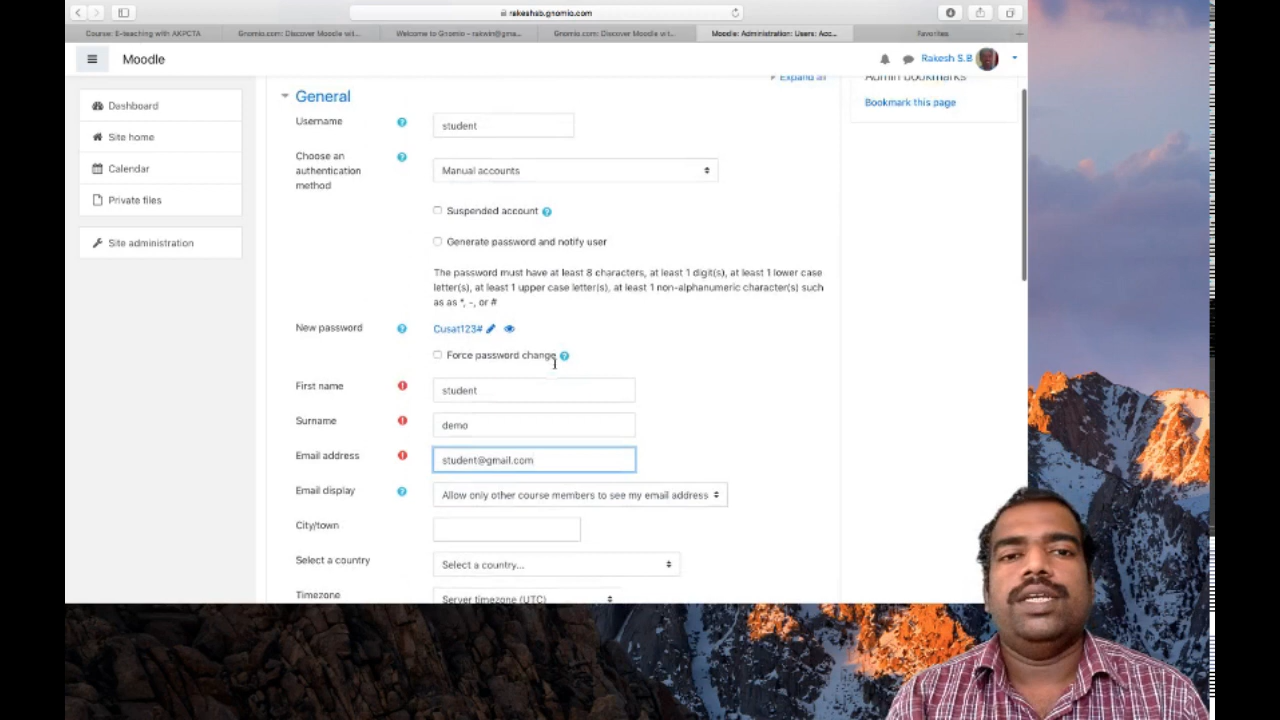 rakeshsb.gnomio.com
Course: E-teaching with AKPCTA
Gnomio.com: Discover Moodle wit...
Welcome to Gnomio - rakwin@gma...
Gnomio.com: Discover Moodle wit...
Moodle: Administration: Users: Acc...
Favorites
Moodle
Rakesh S.B
Dashboard
Site home
Calendar
Private files
Site administration
Expand all
General
Username
student
Choose an
authentication
method
Manual accounts
Suspended account
Generate password and notify user
The password must have at least 8 characters, at least 1 digit(s), at least 1 lower case
letter(s), at least 1 upper case letter(s), at least 1 non-alphanumeric character(s) such
as as *, -, or #
New password
Cusat123#
Force password change
First name
student
Surname
demo
Email address
student@gmail.com
Email display
Allow only other course members to see my email address
City/town
Select a country
Select a country...
Timezone
Server timezone (UTC)
Admin bookmarks
Bookmark this page